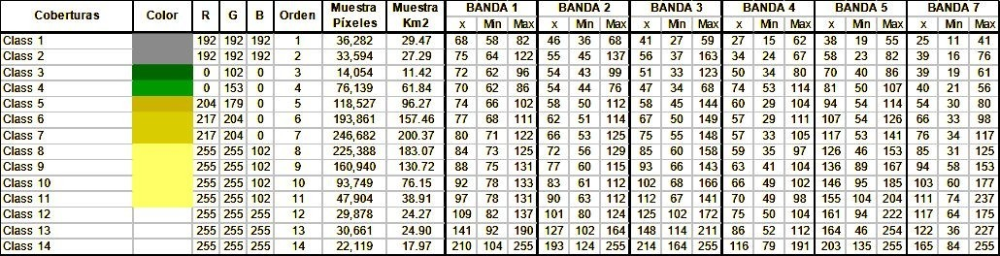 Coberturas Color R G B Orden Muestra Píxeles Muestra Km2 BANDA 1 BANDA 2 BANDA 3 BANDA 4 BANDA 5 BANDA 7
x Min Max x Min Max x Min Max x Min Max x Min Max x Min Max
Class 1 192 192 192 1 36,282 29.47 68 58 82 46 36 68 41 27 59 27 15 62 38 19 55 25 11 41
Class 2 192 192 192 2 33,594 27.29 75 64 122 55 45 137 56 37 163 34 24 67 58 23 82 39 16 76
Class 3 0 102 0 3 14,054 11.42 72 62 96 54 43 99 51 33 123 50 34 80 70 40 86 39 19 61
Class 4 0 153 0 4 76,139 61.84 70 62 86 54 44 76 47 34 68 74 53 114 81 50 107 40 21 56
Class 5 204 179 0 5 118,527 96.27 74 66 102 58 50 112 58 45 144 60 29 104 94 54 114 54 30 80
Class 6 217 204 0 6 193,861 157.46 77 68 111 62 51 114 67 50 149 57 29 111 107 54 126 66 33 98
Class 7 217 204 0 7 246,682 200.37 80 71 122 66 53 125 75 55 148 57 33 105 117 53 141 76 34 117
Class 8 255 255 102 8 225,388 183.07 84 73 125 72 56 129 85 60 158 59 35 97 126 46 153 85 31 125
Class 9 255 255 102 9 160,940 130.72 88 75 131 77 60 115 93 66 143 63 41 104 136 89 167 94 58 153
Class 10 255 255 102 10 93,749 76.15 92 78 133 83 61 112 102 68 166 66 49 102 146 95 185 103 60 177
Class 11 255 255 102 11 47,904 38.91 97 78 131 90 63 112 112 67 141 70 49 98 155 104 204 111 74 237
Class 12 255 255 255 12 29,878 24.27 109 82 137 101 80 124 125 102 172 75 50 104 161 94 222 117 64 175
Class 13 255 255 255 13 30,661 24.90 141 92 190 127 102 164 148 114 211 86 52 112 164 46 254 122 36 227
Class 14 255 255 255 14 22,119 17.97 210 104 255 193 124 255 214 164 255 116 79 191 203 135 255 165 84 255